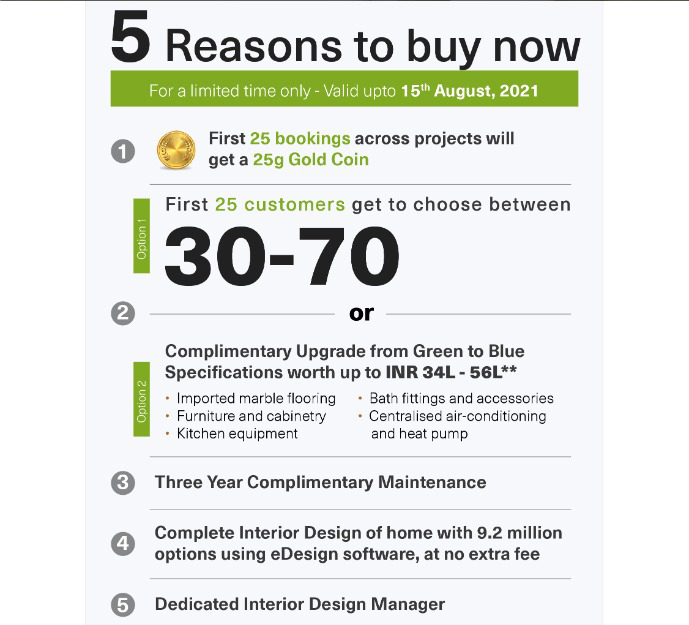 5 Reasons to buy now
For a limited time only - Valid upto 15th August, 2021
1
First 25 bookings across projects will
get a 25g Gold Coin
2
Option 1
First 25 customers get to choose between
30-70
or
Option 2
Complimentary Upgrade from Green to Blue
Specifications worth up to INR 34L - 56L**
• Imported marble flooring
• Furniture and cabinetry
• Kitchen equipment
• Bath fittings and accessories
• Centralised air-conditioning
and heat pump
3
Three Year Complimentary Maintenance
4
Complete Interior Design of home with 9.2 million
options using eDesign software, at no extra fee
5
Dedicated Interior Design Manager